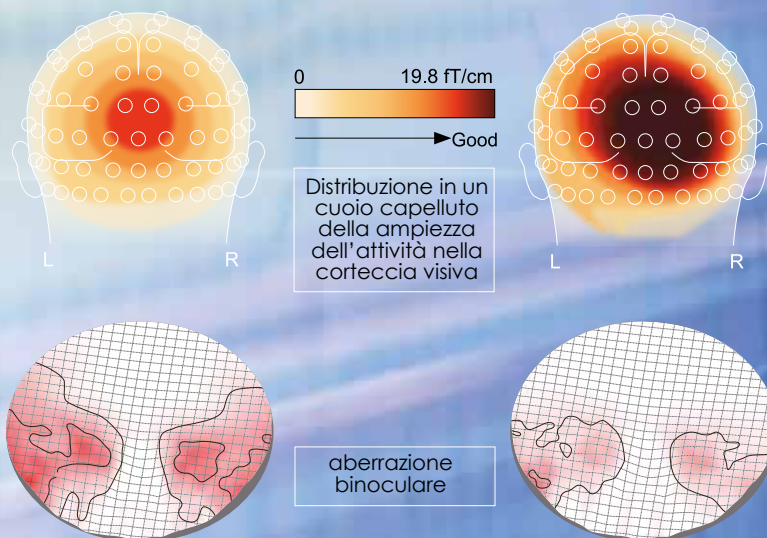 0 19.8 fT/cm
Good
Distribuzione in un
cuoio capelluto
della ampiezza
dell'attività nella
corteccia visiva
L R
L R
aberrazione
binoculare